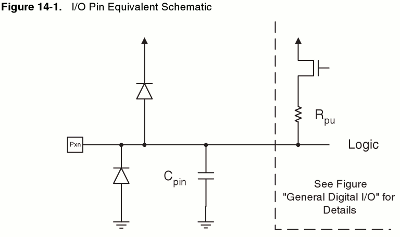 Figure 14-1. I/O Pin Equivalent Schematic
Rpu
Pxn
Logic
Cpin
See Figure
"General Digital I/O" for
Details